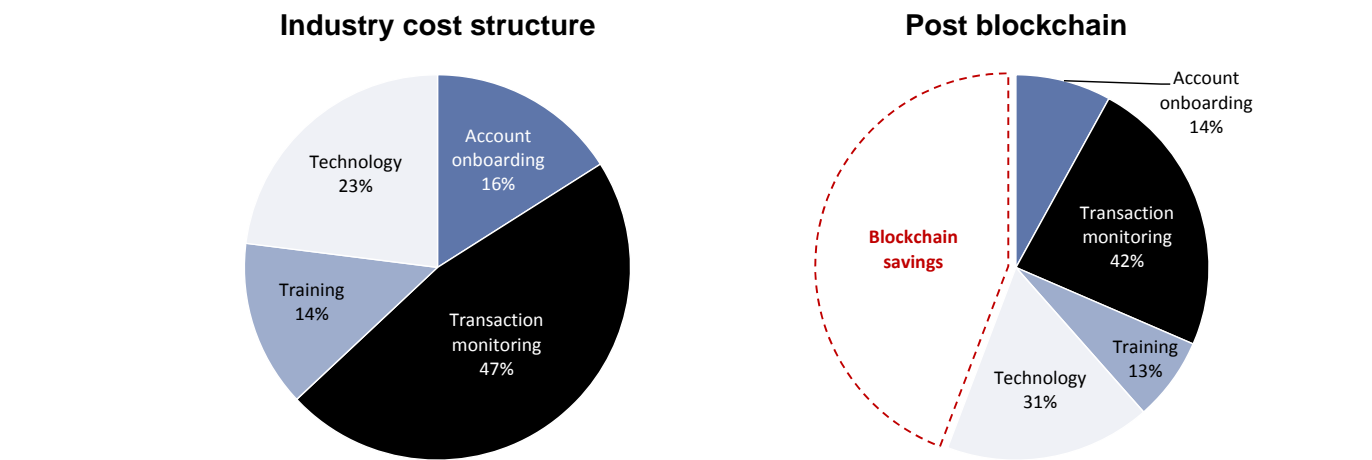 Industry cost structure
Account
onboarding
16%
Transaction
monitoring
47%
Training
14%
Technology
23%
Post blockchain
Account
onboarding
14%
Transaction
monitoring
42%
Training
13%
Technology
31%
Blockchain
savings